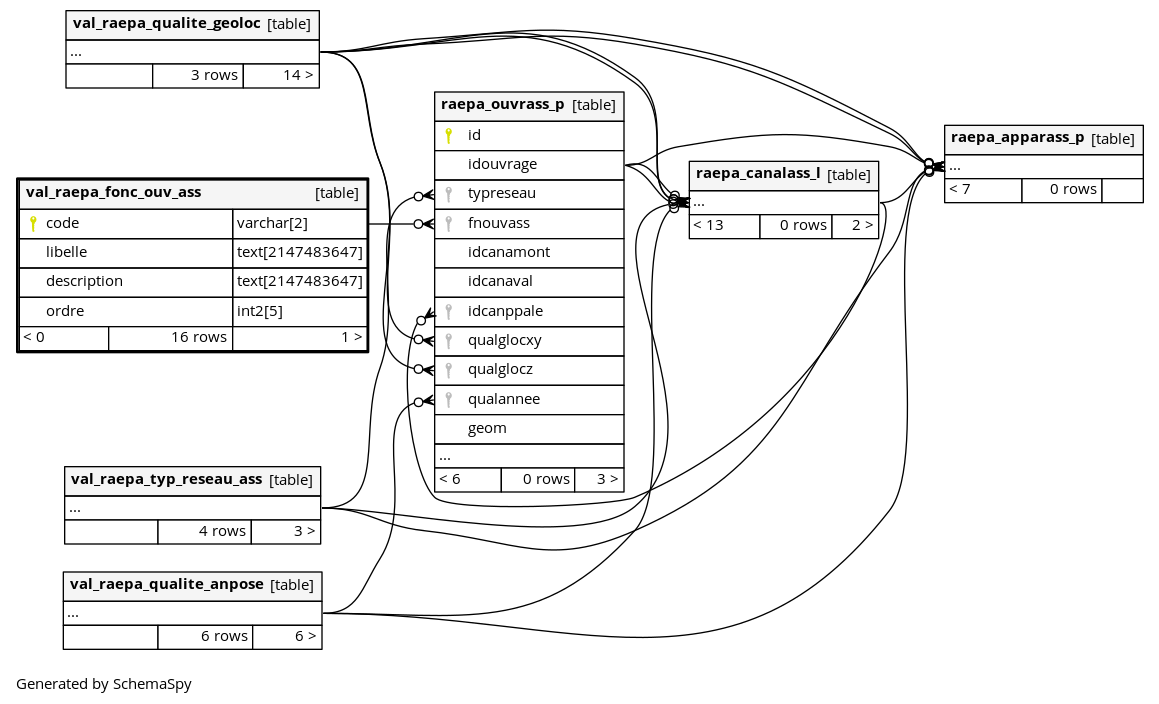 val_raepa_qualite_geoloc [table]
...
3 rows 14 >
val_raepa_fonc_ouv_ass [table]
code varchar[2]
libelle text[2147483647]
description text[2147483647]
ordre int2[5]
< 0 16 rows 1 >
val_raepa_typ_reseau_ass [table]
...
4 rows 3 >
val_raepa_qualite_anpose [table]
...
6 rows 6 >
raepa_ouvrass_p [table]
id
idouvrage
typreseau
fnouvass
idcanamont
idcanaval
idcanppale
qualglocxy
qualglocz
qualannee
geom
...
< 6 0 rows 3 >
raepa_canalass_l [table]
...
< 13 0 rows 2 >
raepa_apparass_p [table]
...
< 7 0 rows
Generated by SchemaSpy